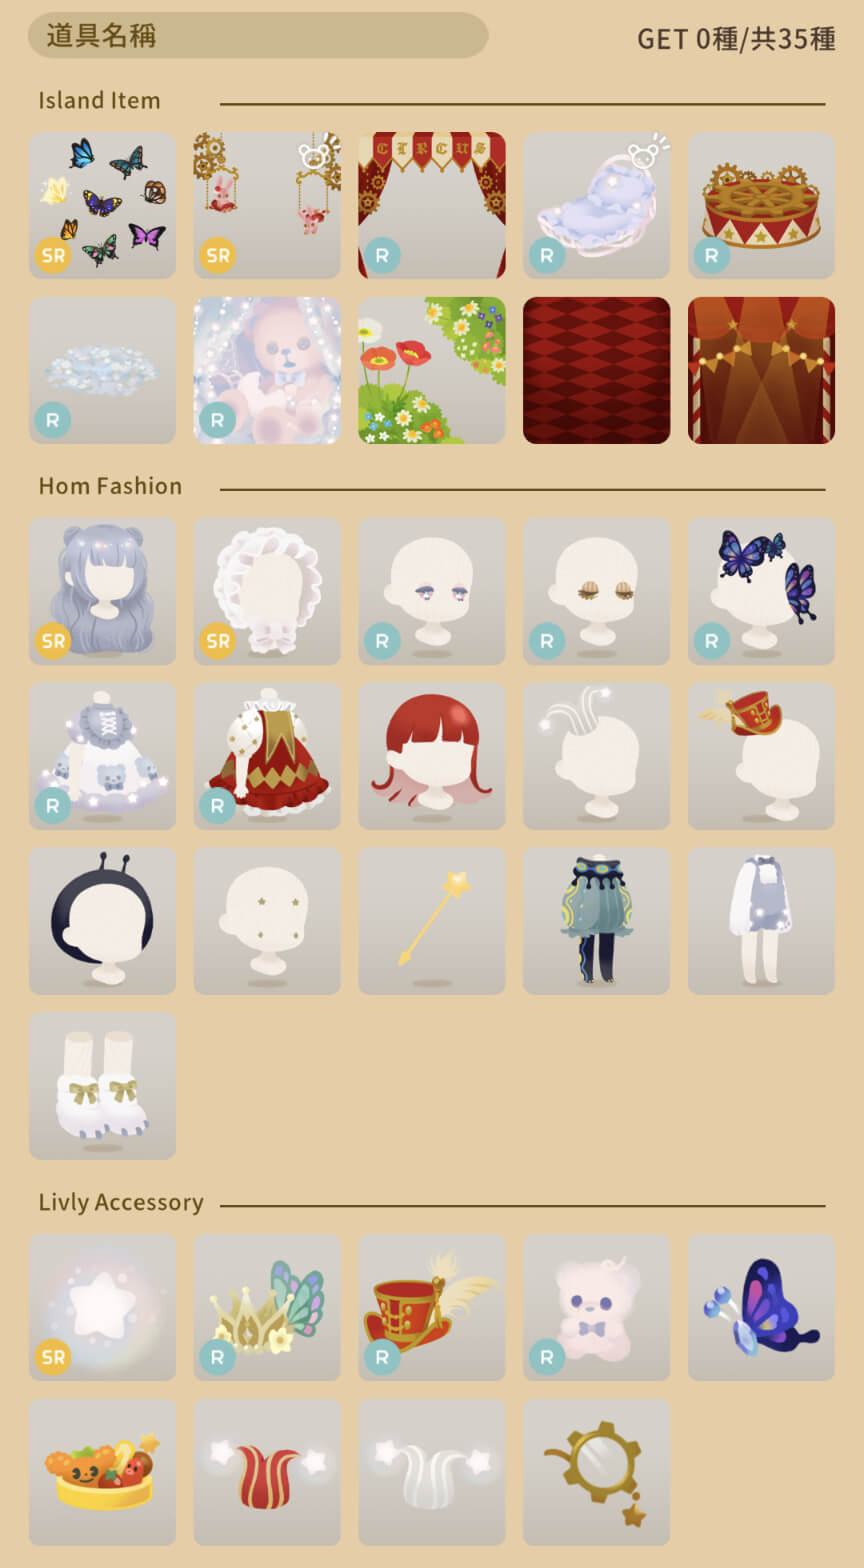 道具名稱
GET 0種/共35種
Island Item
SR SR CIRCUS R R R
R R
Hom Fashion
SR SR R R R
R R
Livly Accessory
SR R R R